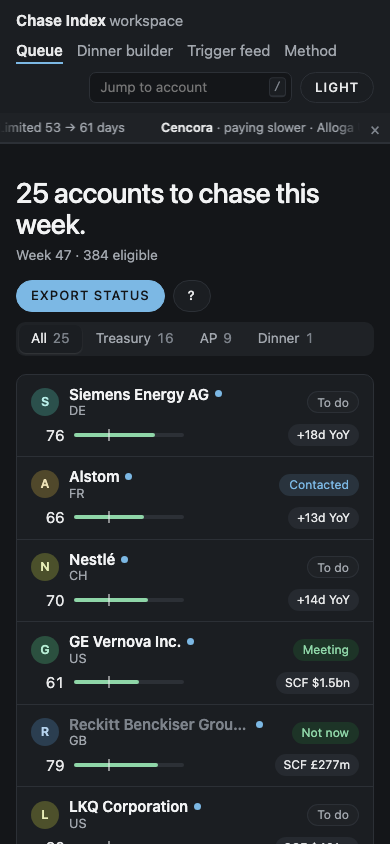 Chase Index workspace
Queue Dinner builder Trigger feed Method
Jump to account /
LIGHT
imited 53 → 61 days Cencora · paying slower · Alloga ×
25 accounts to chase this
week.
Week 47 · 384 eligible
EXPORT STATUS ?
All 25 Treasury 16 AP 9 Dinner 1
S Siemens Energy AG
DE
To do
76 +18d YoY
A Alstom
FR
Contacted
66 +13d YoY
N Nestlé
CH
To do
70 +14d YoY
G GE Vernova Inc.
US
Meeting
61 SCF $1.5bn
R Reckitt Benckiser Grou...
GB
Not now
79 SCF £277m
L LKQ Corporation
US
To do